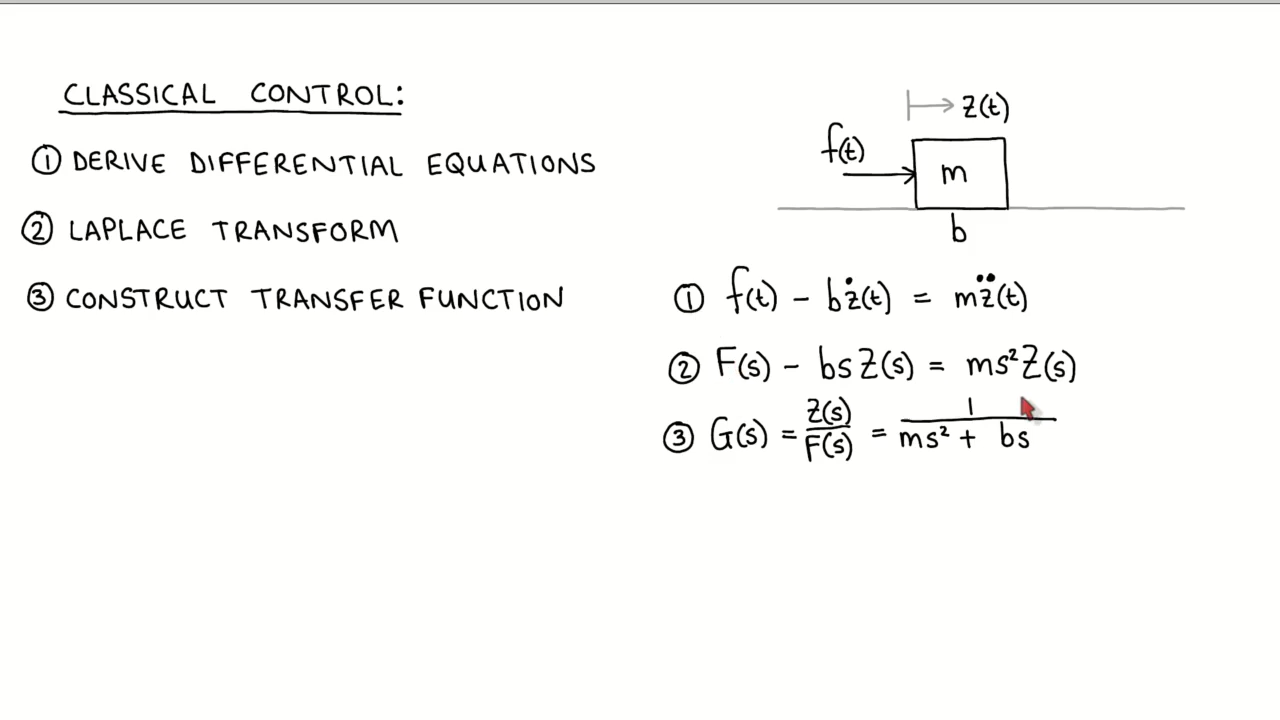 CLASSICAL CONTROL:
① DERIVE DIFFERENTIAL EQUATIONS
② LAPLACE TRANSFORM
③ CONSTRUCT TRANSFER FUNCTION
z(t)
f(t)
m
b
① f(t) − bż(t) = mz̈(t)
② F(s) − bsZ(s) = ms²Z(s)
③ G(s) = Z(s)/F(s) = 1/(ms² + bs)